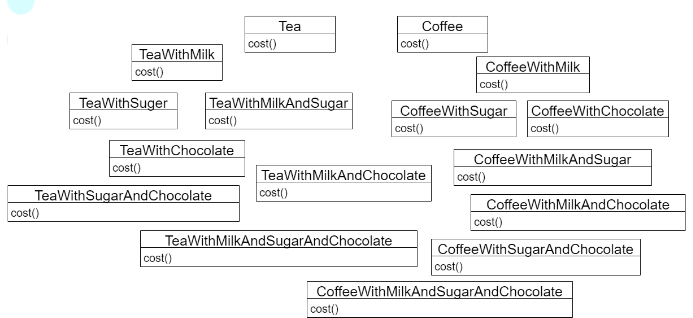 Tea
cost()
Coffee
cost()
TeaWithMilk
cost()
CoffeeWithMilk
cost()
TeaWithSuger
cost()
TeaWithMilkAndSugar
cost()
CoffeeWithSugar
cost()
CoffeeWithChocolate
cost()
TeaWithChocolate
cost()
TeaWithMilkAndChocolate
cost()
CoffeeWithMilkAndSugar
cost()
TeaWithSugarAndChocolate
cost()
CoffeeWithMilkAndChocolate
cost()
TeaWithMilkAndSugarAndChocolate
cost()
CoffeeWithSugarAndChocolate
cost()
CoffeeWithMilkAndSugarAndChocolate
cost()